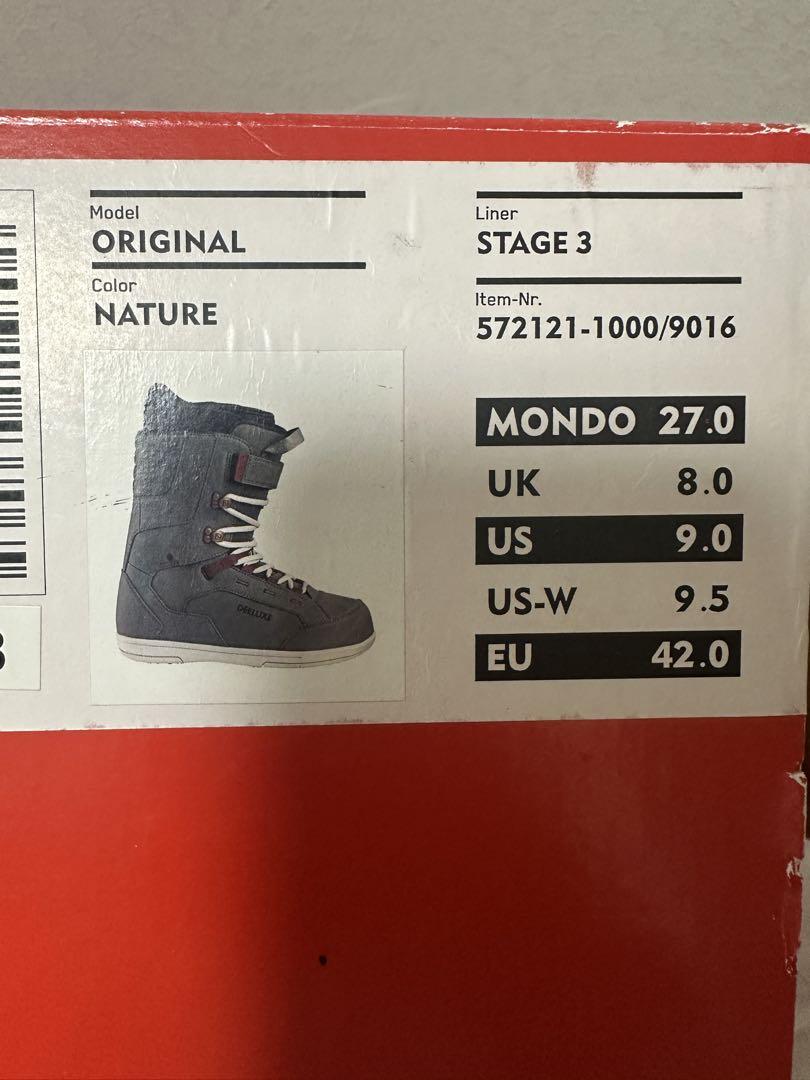 Model
ORIGINAL
Color
NATURE
Liner
STAGE 3
Item-Nr.
572121-1000/9016
MONDO 27.0
UK 8.0
US 9.0
US-W 9.5
EU 42.0
DEELUXE